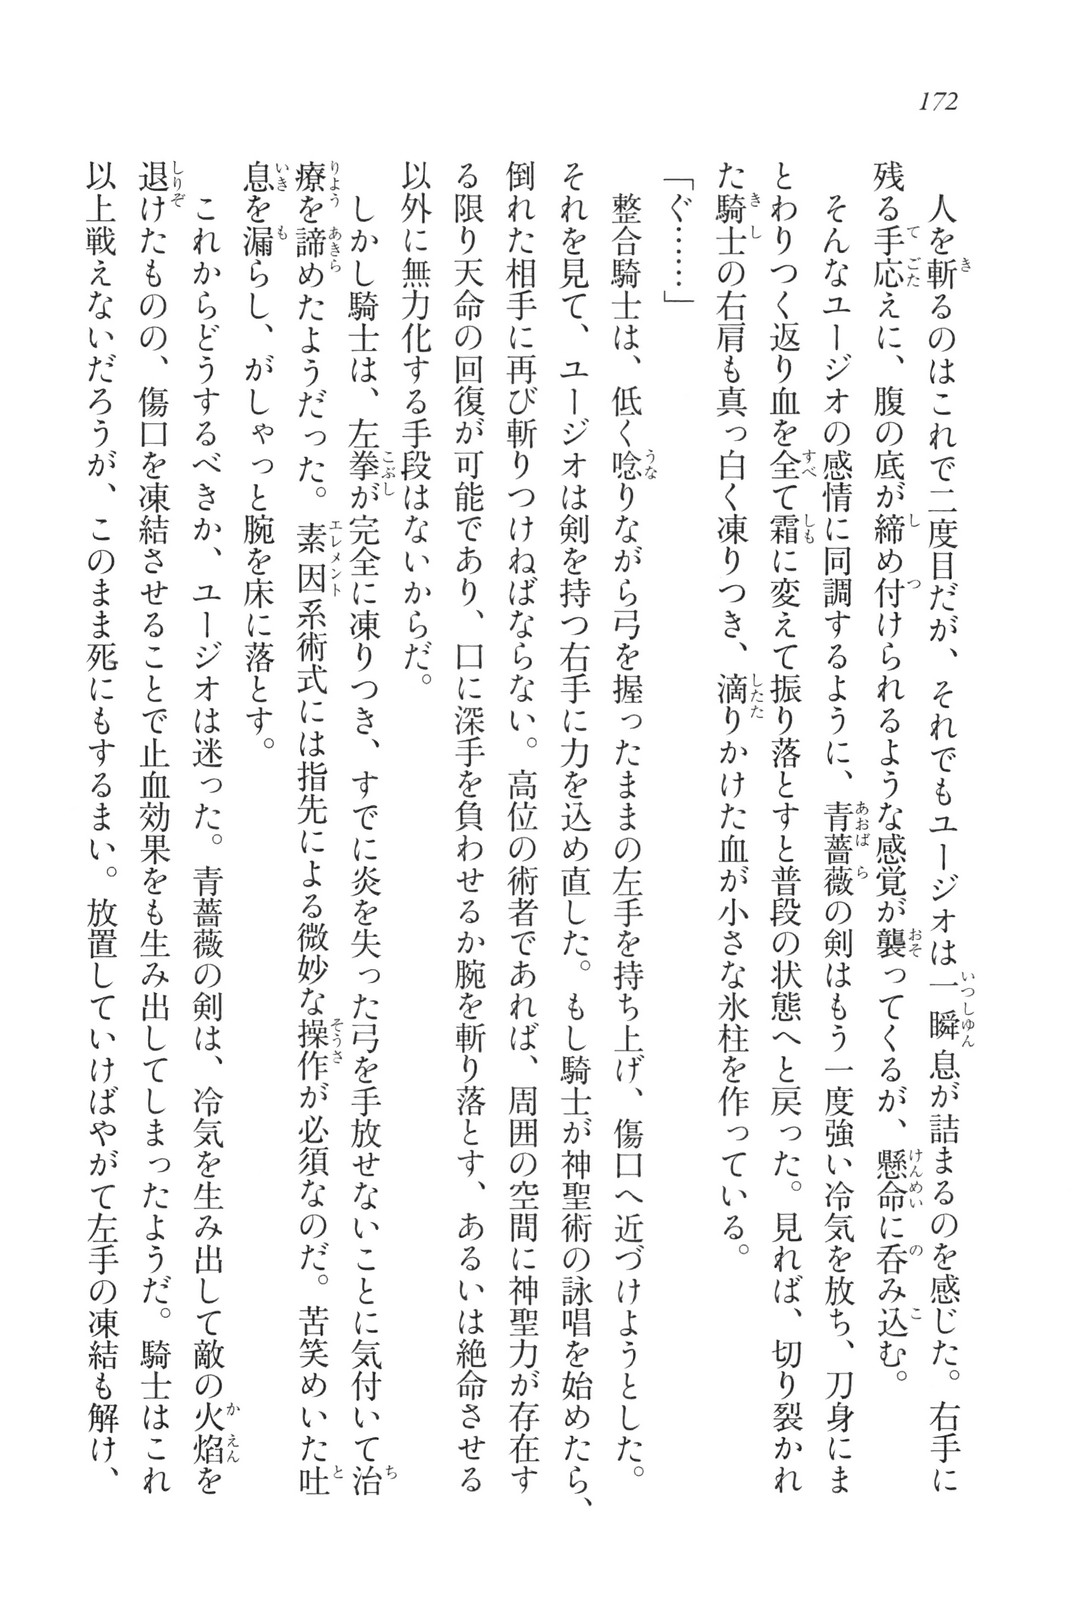 172
人を斬るのはこれで二度目だが、それでもユージオは一瞬息が詰まるのを感じた。右手に
残る手応えに、腹の底が締め付けられるような感覚が襲ってくるが、懸命に呑み込む。
そんなユージオの感情に同調するように、青薔薇の剣はもう一度強い冷気を放ち、刀身にま
とわりつく返り血を全て霜に変えて振り落とすと普段の状態へと戻った。見れば、切り裂かれ
た騎士の右肩も真っ白く凍りつき、滴りかけた血が小さな氷柱を作っている。
「ぐ……」
整合騎士は、低く唸りながら弓を握ったままの左手を持ち上げ、傷口へ近づけようとした。
それを見て、ユージオは剣を持つ右手に力を込め直した。もし騎士が神聖術の詠唱を始めたら、
倒れた相手に再び斬りつけねばならない。高位の術者であれば、周囲の空間に神聖力が存在す
る限り天命の回復が可能であり、口に深手を負わせるか腕を斬り落とす、あるいは絶命させる
以外に無力化する手段はないからだ。
しかし騎士は、左拳が完全に凍りつき、すでに炎を失った弓を手放せないことに気付いて治
療を諦めたようだった。素因系術式には指先による微妙な操作が必須なのだ。苦笑めいた吐
息を漏らし、がしゃっと腕を床に落とす。
これからどうするべきか、ユージオは迷った。青薔薇の剣は、冷気を生み出して敵の火焰を
退けたものの、傷口を凍結させることで止血効果をも生み出してしまったようだ。騎士はこれ
以上戦えないだろうが、このまま死にもするまい。放置していけばやがて左手の凍結も解け、